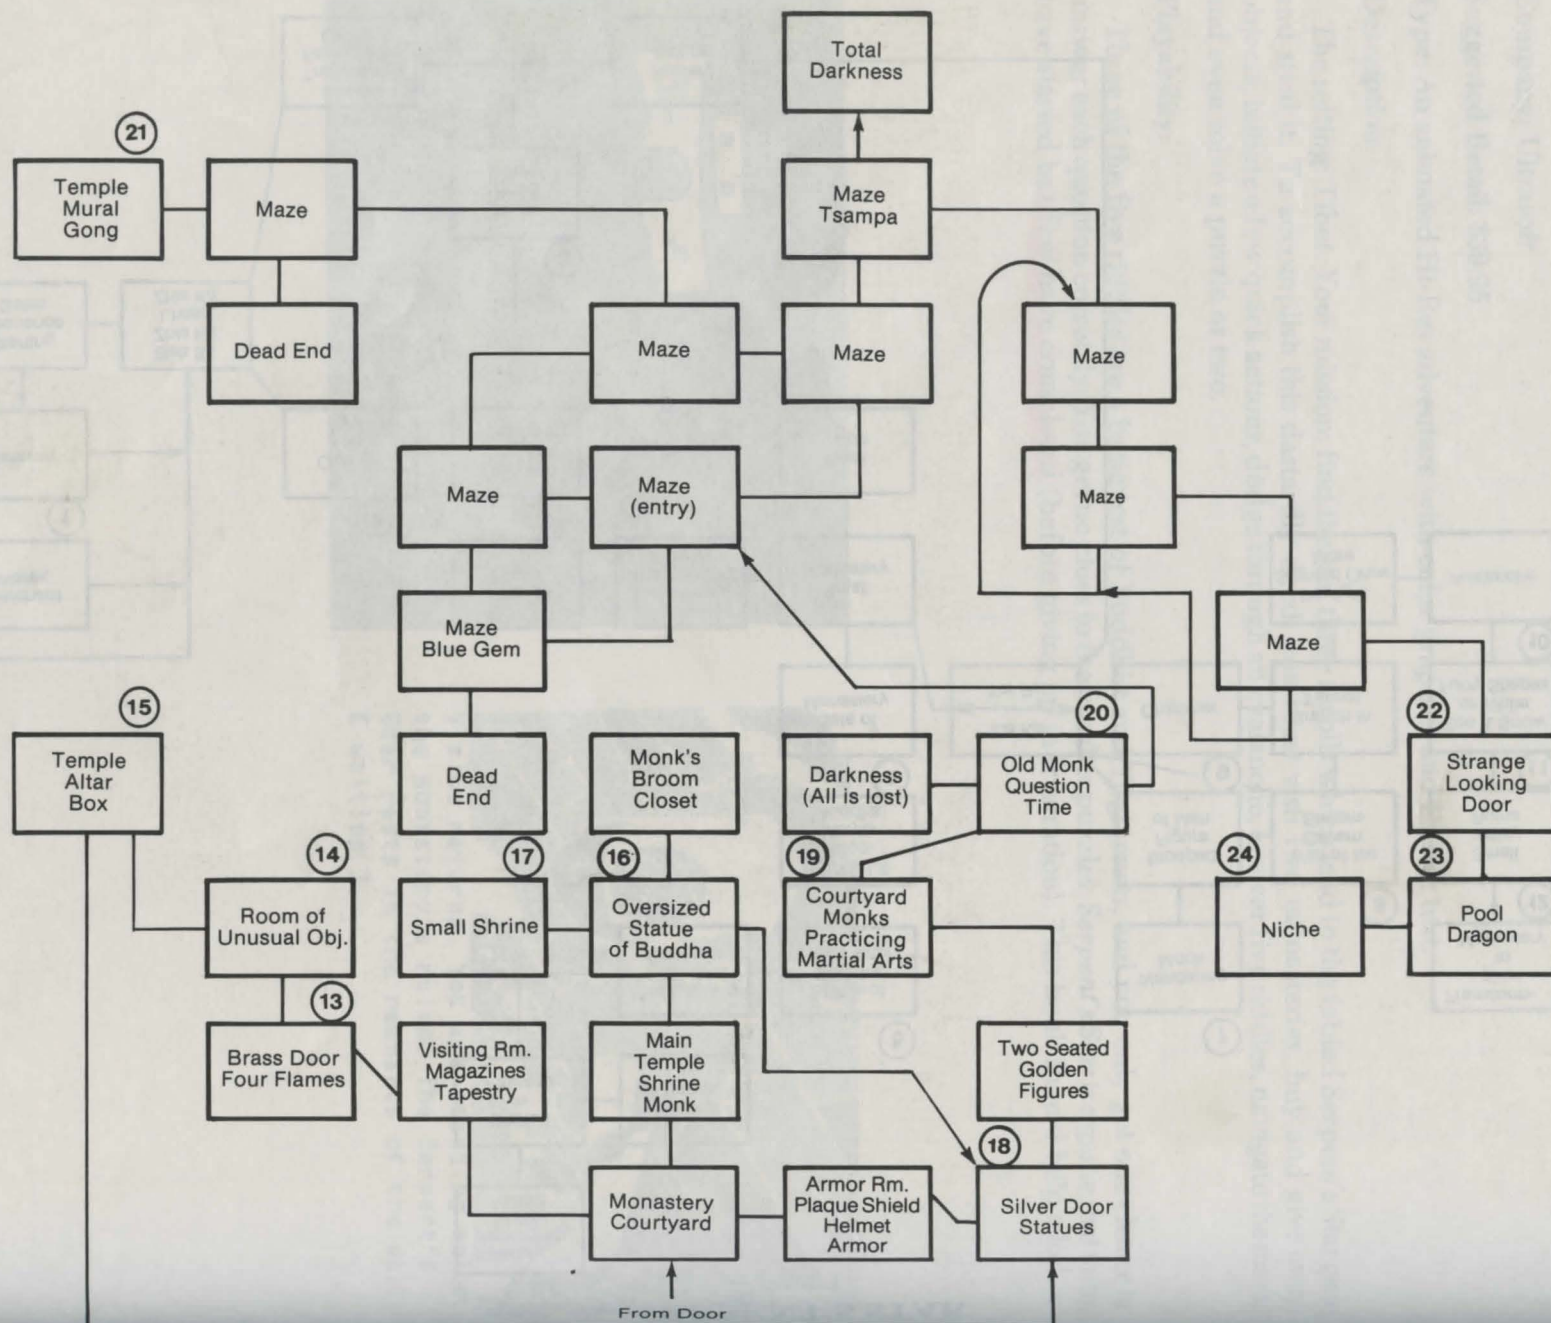 Total
Darkness
21
Temple
Mural
Gong
Maze
Maze
Tsampa
Dead End
Maze
Maze
Maze
Maze
Maze
(entry)
Maze
Maze
Blue Gem
Maze
15
Temple
Altar
Box
Dead
End
Monk's
Broom
Closet
Darkness
(All is lost)
20
Old Monk
Question
Time
22
Strange
Looking
Door
14
Room of
Unusual Obj.
17
Small Shrine
16
Oversized
Statue
of Buddha
19
Courtyard
Monks
Practicing
Martial Arts
24
Niche
23
Pool
Dragon
13
Brass Door
Four Flames
Visiting Rm.
Magazines
Tapestry
Main
Temple
Shrine
Monk
Two Seated
Golden
Figures
Monastery
Courtyard
Armor Rm.
Plaque Shield
Helmet
Armor
18
Silver Door
Statues
From Door